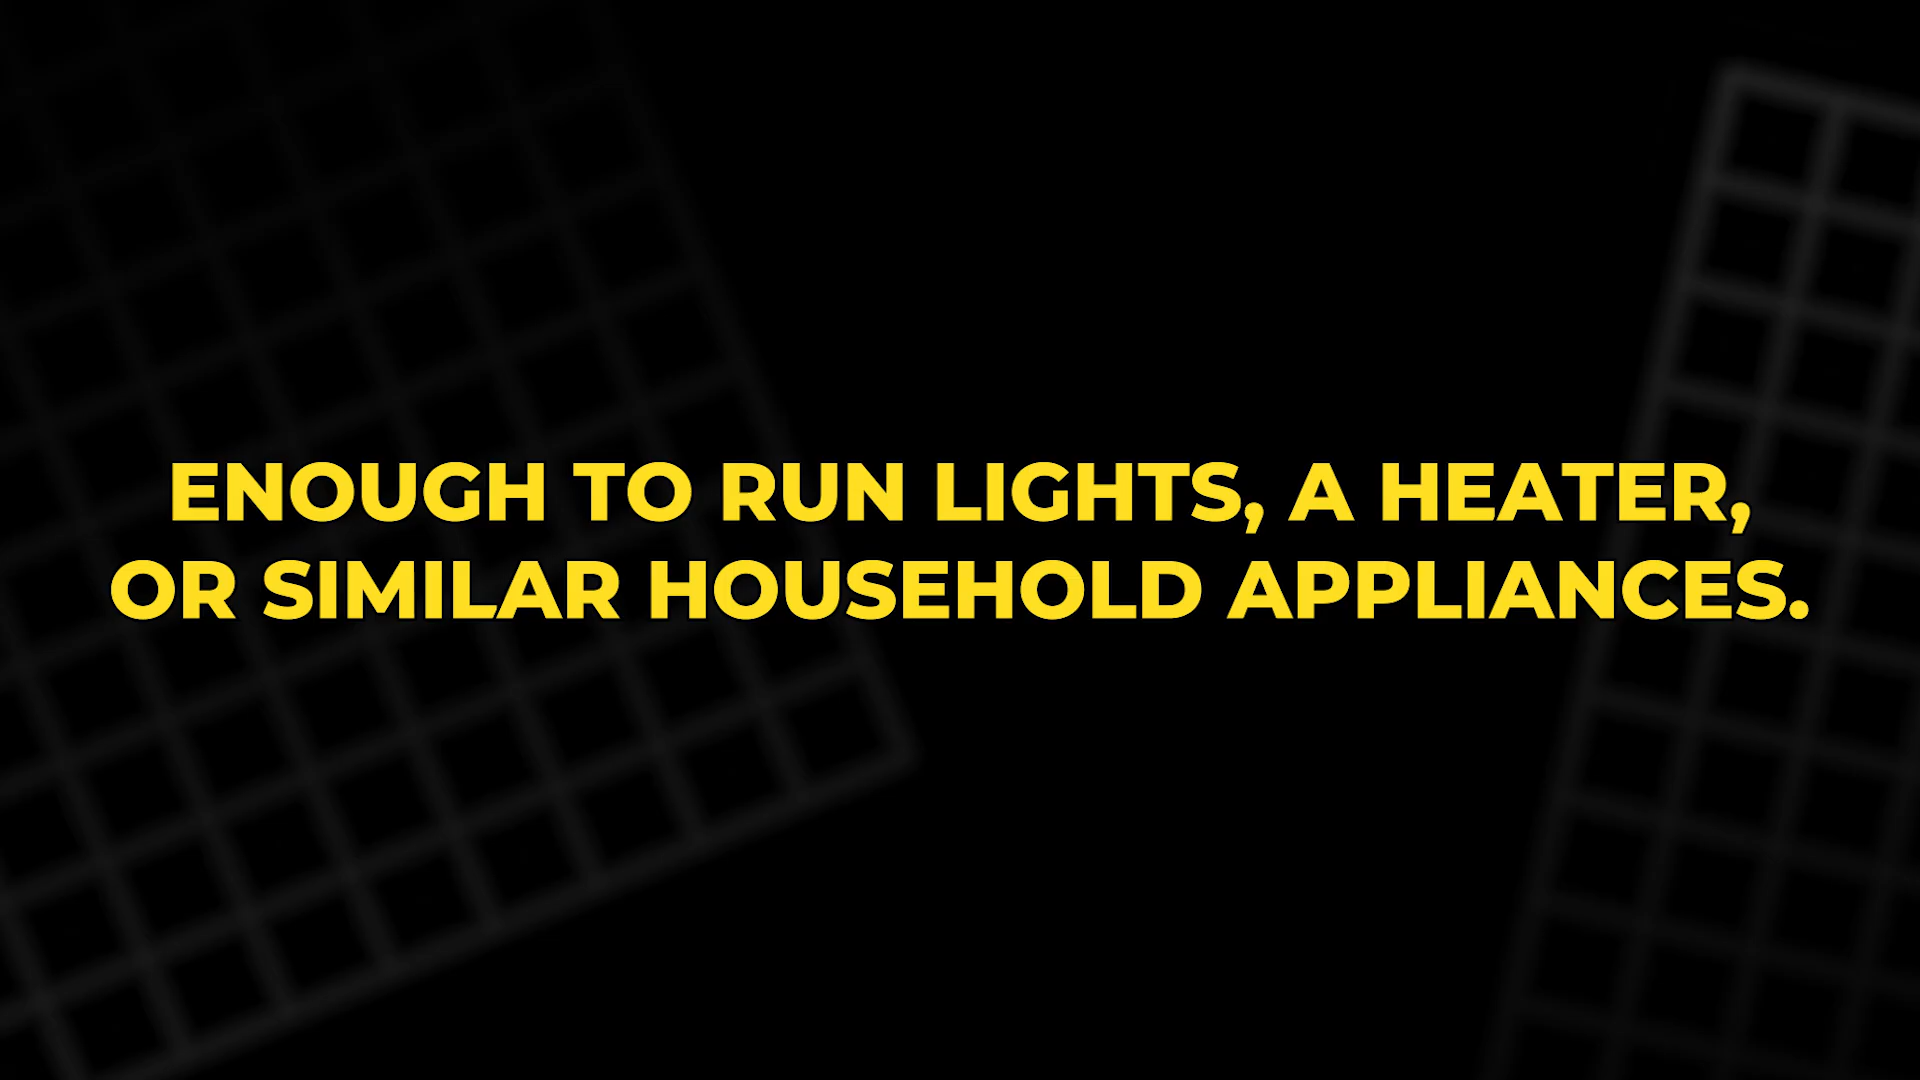 ENOUGH TO RUN LIGHTS, A HEATER,
OR SIMILAR HOUSEHOLD APPLIANCES.